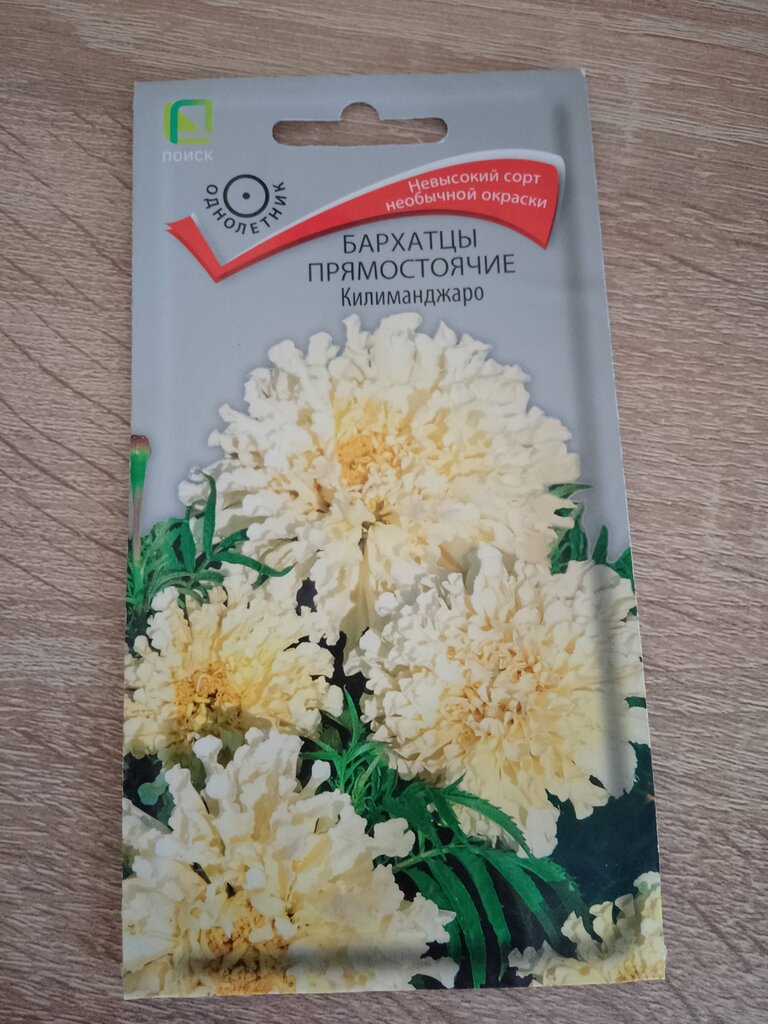 ПОИСК
ОДНОЛЕТНИК
Невысокий сорт
необычной окраски
БАРХАТЦЫ
ПРЯМОСТОЯЧИЕ
Килиманджаро